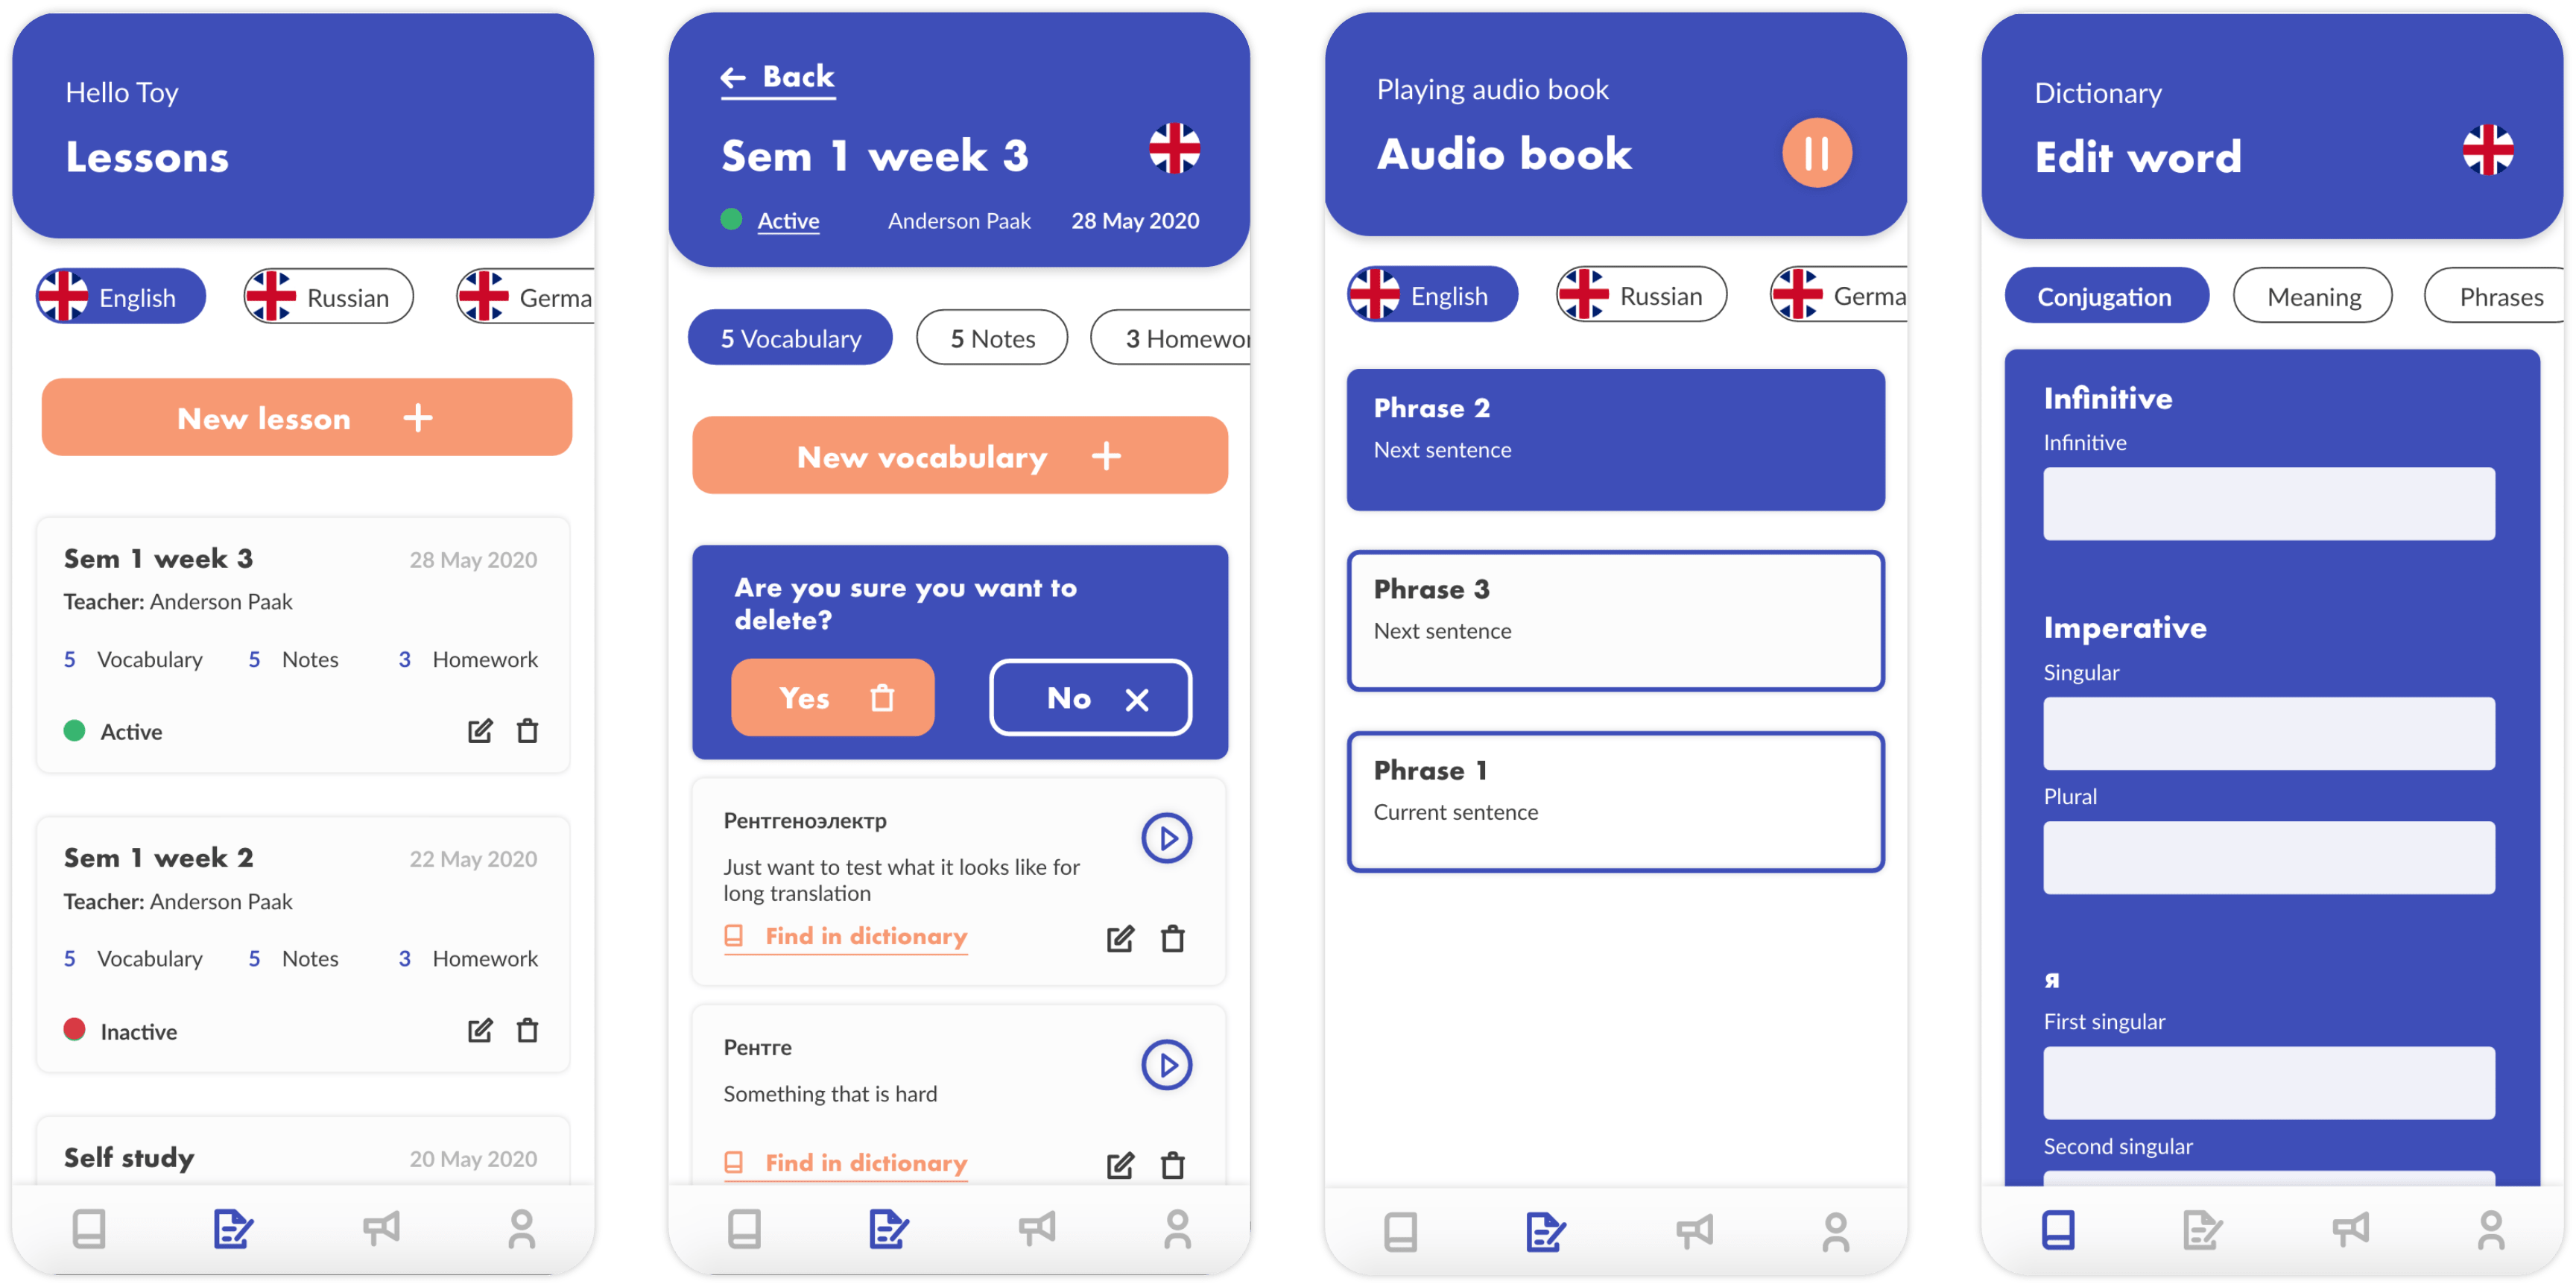 Hello Toy
Lessons
English
Russian
Germa
New lesson
Sem 1 week 3
28 May 2020
Teacher: Anderson Paak
5 Vocabulary
5 Notes
3 Homework
Active
Sem 1 week 2
22 May 2020
Teacher: Anderson Paak
5 Vocabulary
5 Notes
3 Homework
Inactive
Self study
20 May 2020
Back
Sem 1 week 3
Active
Anderson Paak
28 May 2020
5 Vocabulary
5 Notes
3 Homewor
New vocabulary
Are you sure you want to
delete?
Yes
No
Рентгеноэлектр
Just want to test what it looks like for
long translation
Find in dictionary
Рентге
Something that is hard
Find in dictionary
Playing audio book
Audio book
English
Russian
Germa
Phrase 2
Next sentence
Phrase 3
Next sentence
Phrase 1
Current sentence
Dictionary
Edit word
Conjugation
Meaning
Phrases
Infinitive
Infinitive
Imperative
Singular
Plural
я
First singular
Second singular